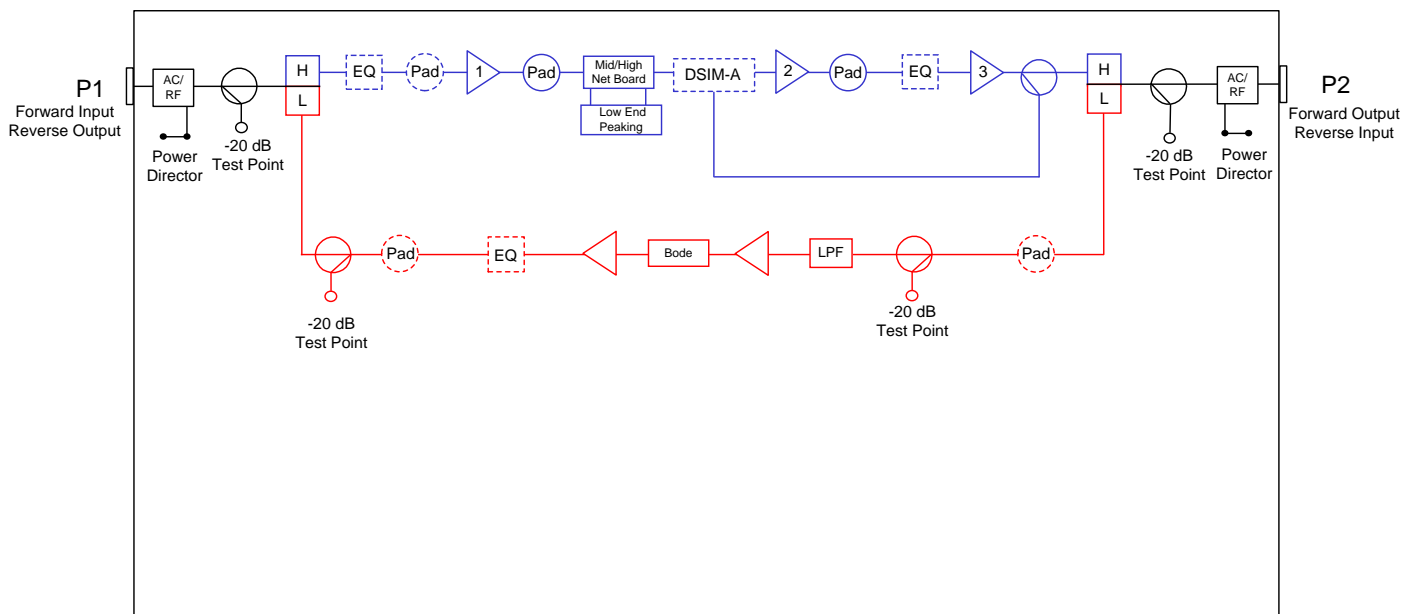 P1
Forward Input
Reverse Output
AC/
RF
Power
Director
-20 dB
Test Point
H
L
EQ
Pad
1
Pad
Mid/High
Net Board
Low End
Peaking
DSIM-A
2
Pad
EQ
3
H
L
-20 dB
Test Point
AC/
RF
Power
Director
P2
Forward Output
Reverse Input
-20 dB
Test Point
Pad
EQ
Bode
LPF
-20 dB
Test Point
Pad